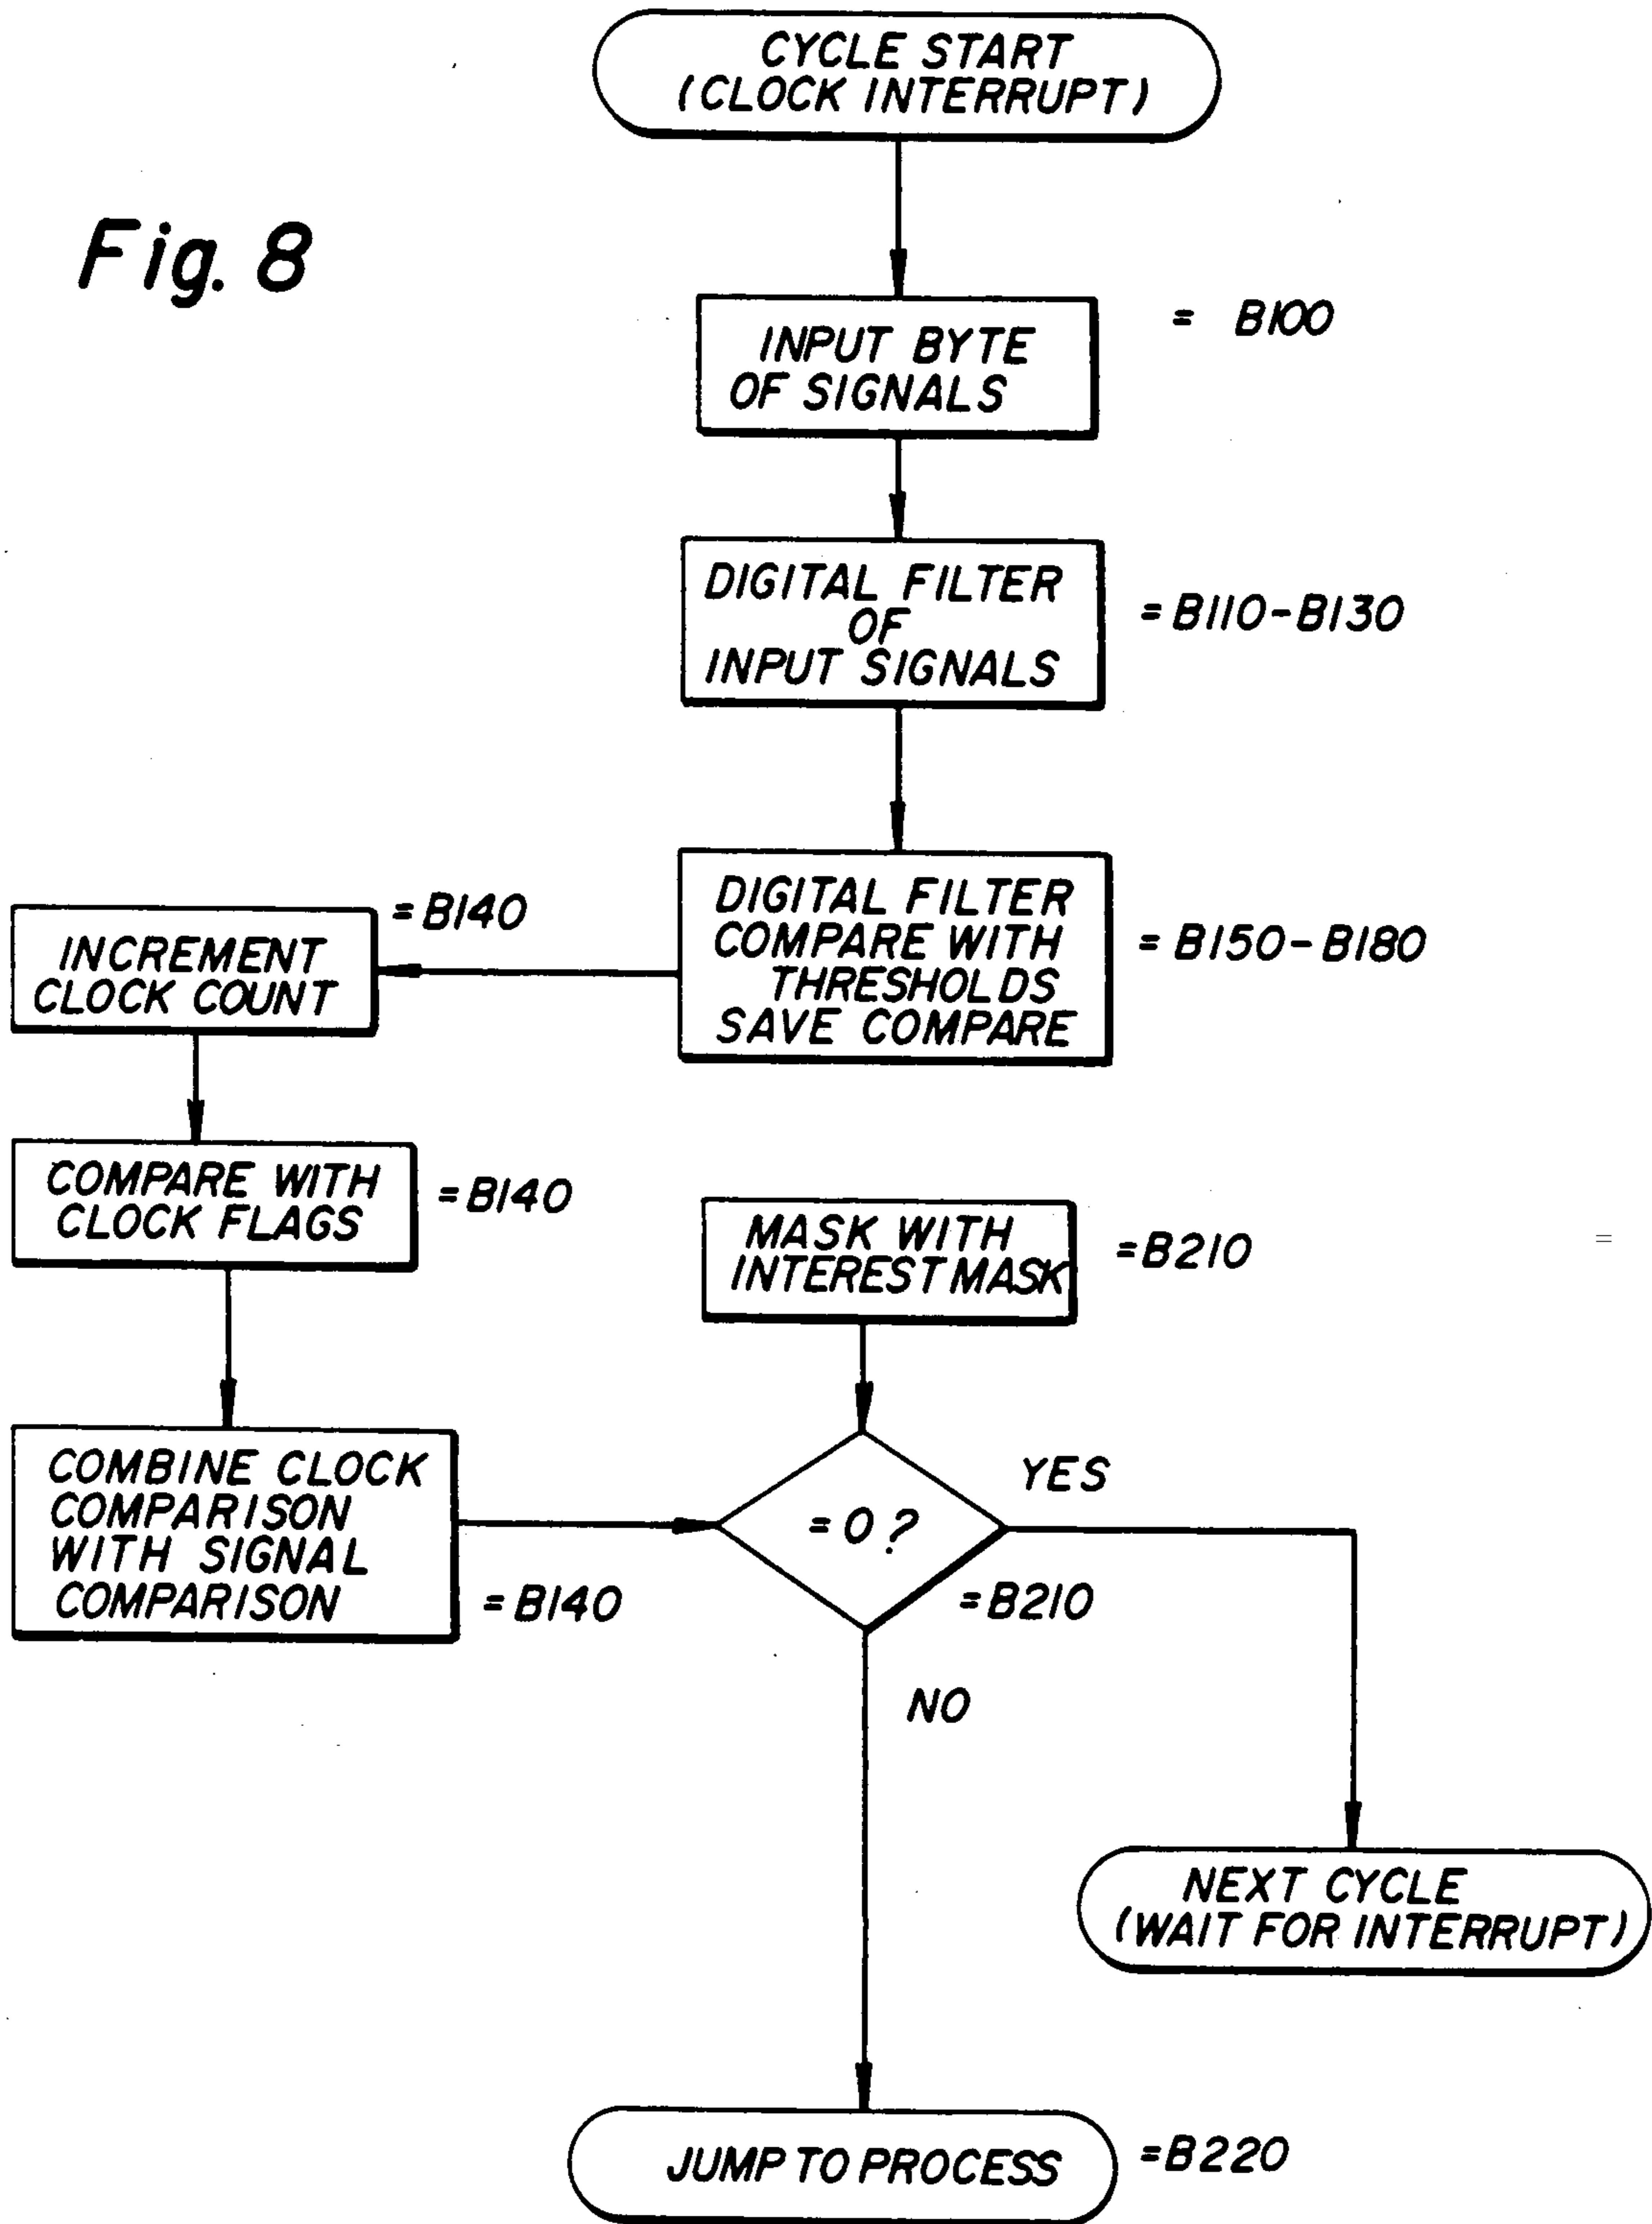 CYCLE START
(CLOCK INTERRUPT)
Fig. 8
INPUT BYTE
OF SIGNALS
= B100
DIGITAL FILTER
OF
INPUT SIGNALS
=B110-B130
DIGITAL FILTER
COMPARE WITH
THRESHOLDS
SAVE COMPARE
=B150-B180
INCREMENT
CLOCK COUNT
=B140
COMPARE WITH
CLOCK FLAGS
=B140
MASK WITH
INTEREST MASK
=B210
=
COMBINE CLOCK
COMPARISON
WITH SIGNAL
COMPARISON
=B140
=0?
=B210
YES
NO
NEXT CYCLE
(WAIT FOR INTERRUPT)
JUMP TO PROCESS
=B220